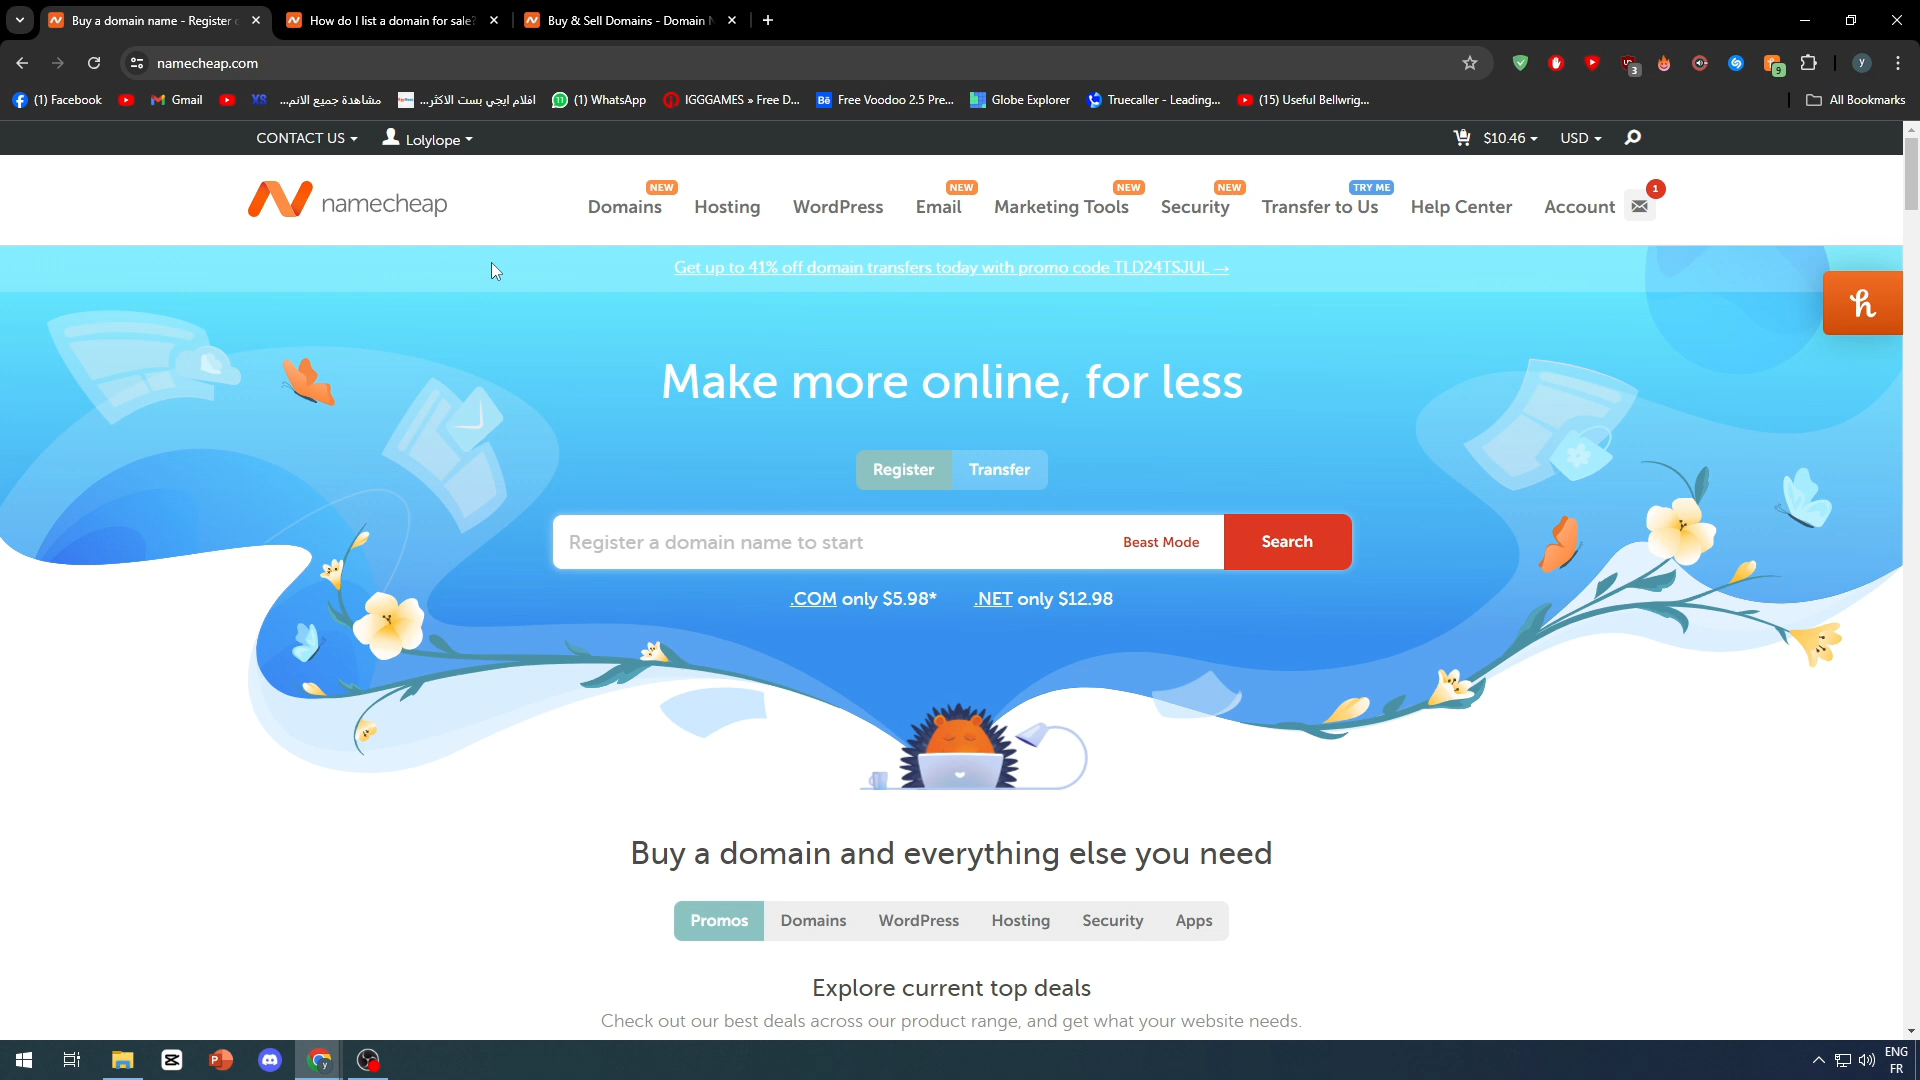 Buy a domain name - Register
How do I list a domain for sale?
Buy & Sell Domains - Domain
namecheap.com
3
9
y
(1) Facebook
Gmail
XS
مشاهدة جميع الانم...
افلام ايجي بست الاكثر...
(1) WhatsApp
IGGGAMES » Free D...
Bē Free Voodoo 2.5 Pre...
Globe Explorer
Truecaller - Leading...
(15) Useful Bellwrig...
All Bookmarks
CONTACT US
Lolylope
$10.46
USD
namecheap
NEW
Domains
Hosting
WordPress
NEW
Email
NEW
Marketing Tools
NEW
Security
TRY ME
Transfer to Us
Help Center
Account
1
Get up to 41% off domain transfers today with promo code TLD24TSJUL →
Make more online, for less
Register
Transfer
Register a domain name to start
Beast Mode
Search
.COM only $5.98*
.NET only $12.98
Buy a domain and everything else you need
Promos
Domains
WordPress
Hosting
Security
Apps
Explore current top deals
Check out our best deals across our product range, and get what your website needs.
ENG
FR